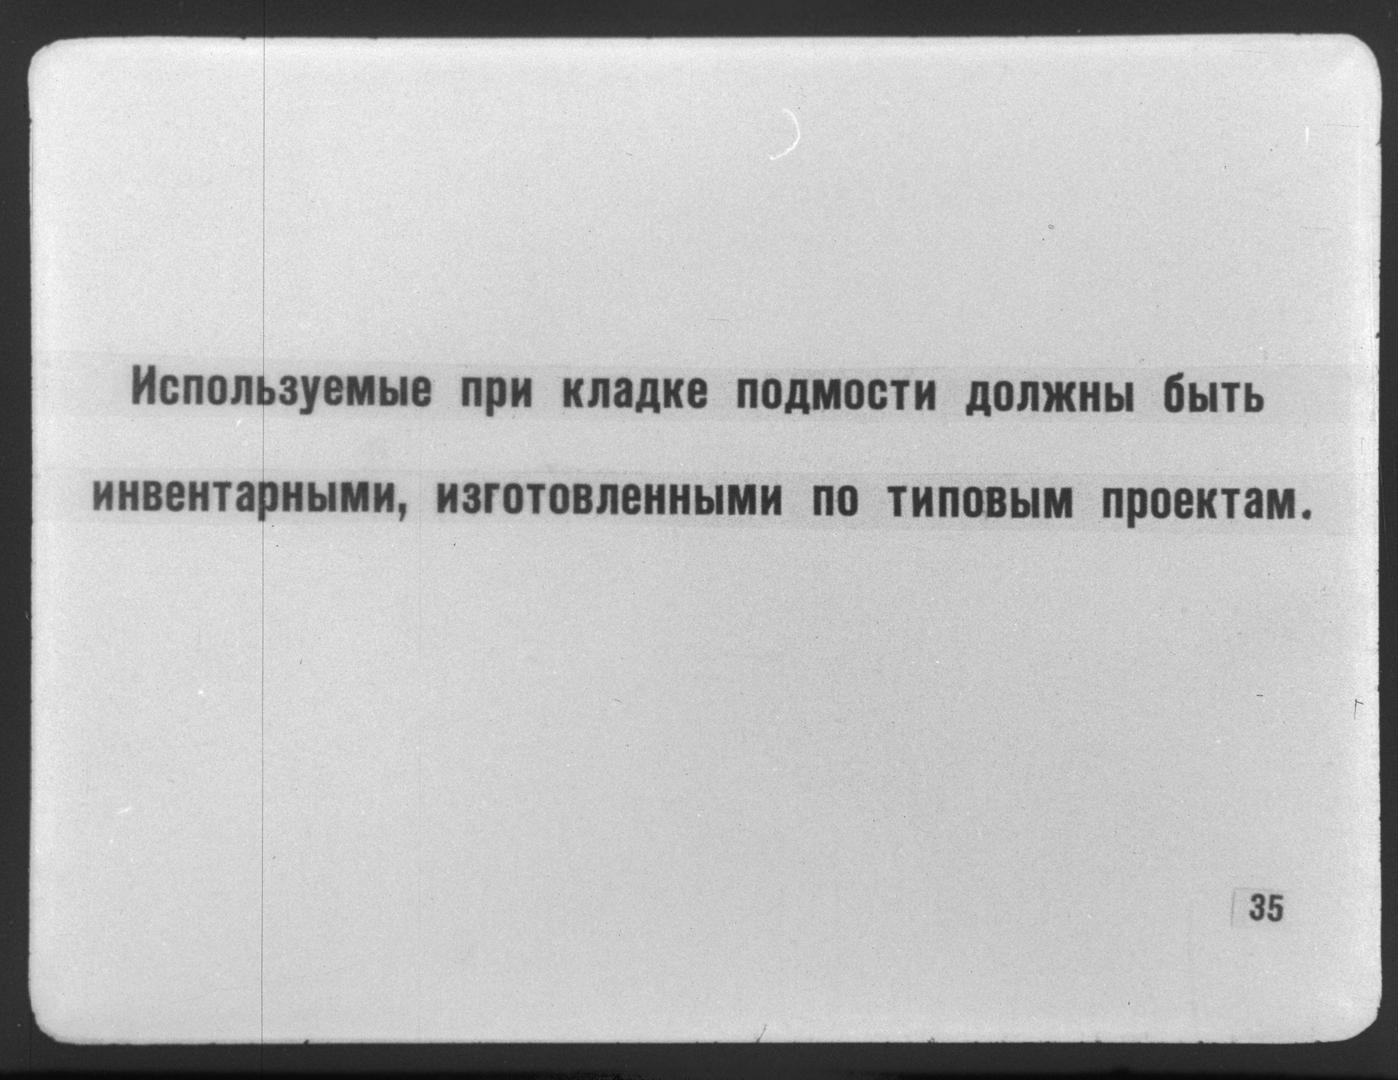 Используемые при кладке подмости должны быть
инвентарными, изготовленными по типовым проектам.
35